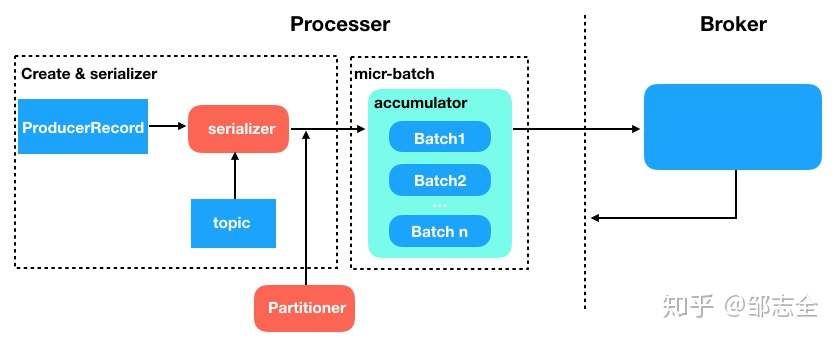 Processer
Broker
Create & serializer
micr-batch
accumulator
ProducerRecord
serializer
Batch1
Batch2
...
topic
Batch n
Partitioner
知乎 @邹志全